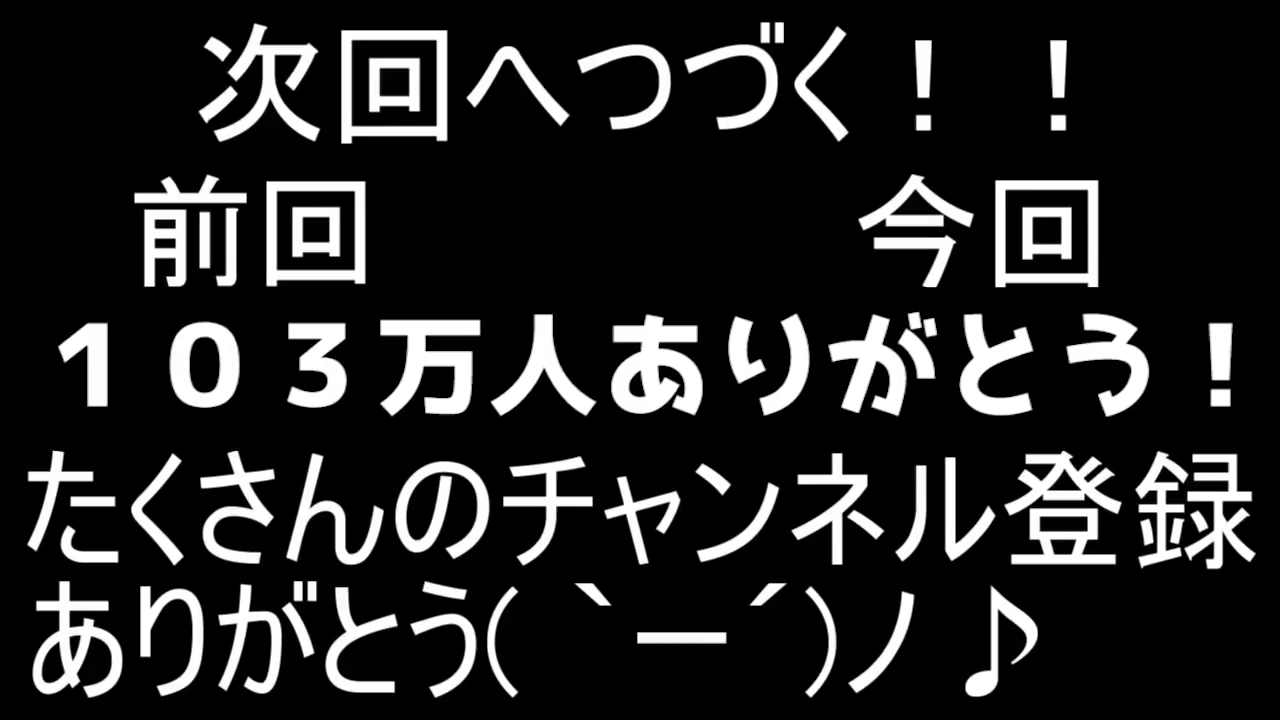 次回へつづく！！
前回　今回
１０３万人ありがとう！
たくさんのチャンネル登録
ありがとう(｀ー´)ノ♪